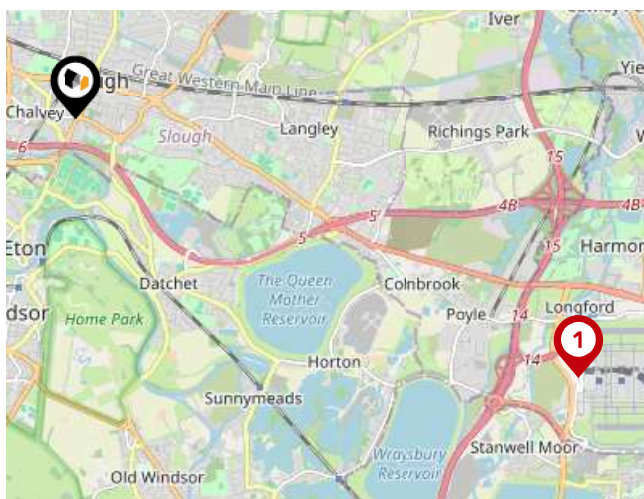 Iver
Yie
Great Western Main Line
Chalvey
Slough
Langley
Richings Park
15
6
5
5
4B
4B
15
Eton
Harmon
Datchet
The Queen
Mother
Reservoir
Colnbrook
Longford
dsor
Home Park
Poyle
14
1
14
Horton
Sunnymeads
Wraysbury
Reservoir
Stanwell Moor
Old Windsor